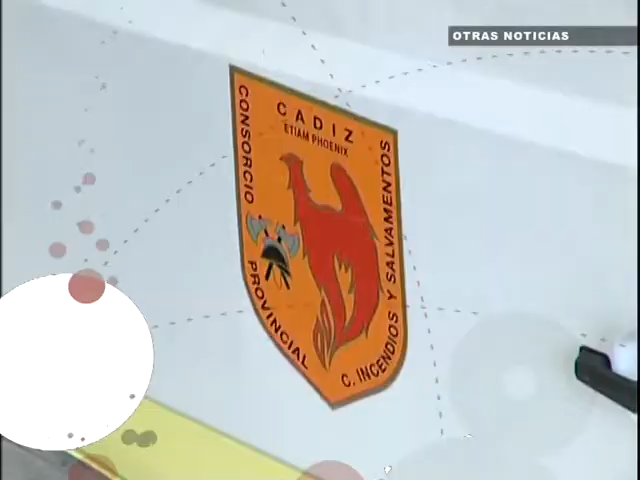 OTRAS NOTICIAS
CADIZ
ETIAM PHOENIX
CONSORCIO
PROVINCIAL
C. INCENDIOS Y SALVAMENTOS